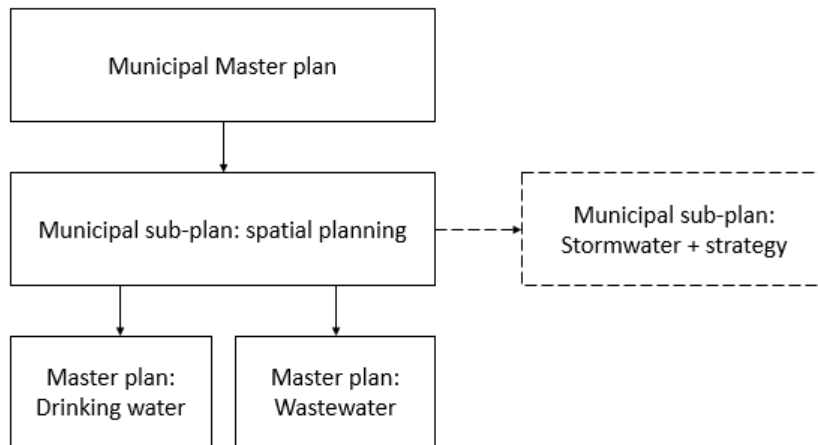 Municipal Master plan
Municipal sub-plan: spatial planning
Municipal sub-plan:
Stormwater + strategy
Master plan:
Drinking water
Master plan:
Wastewater